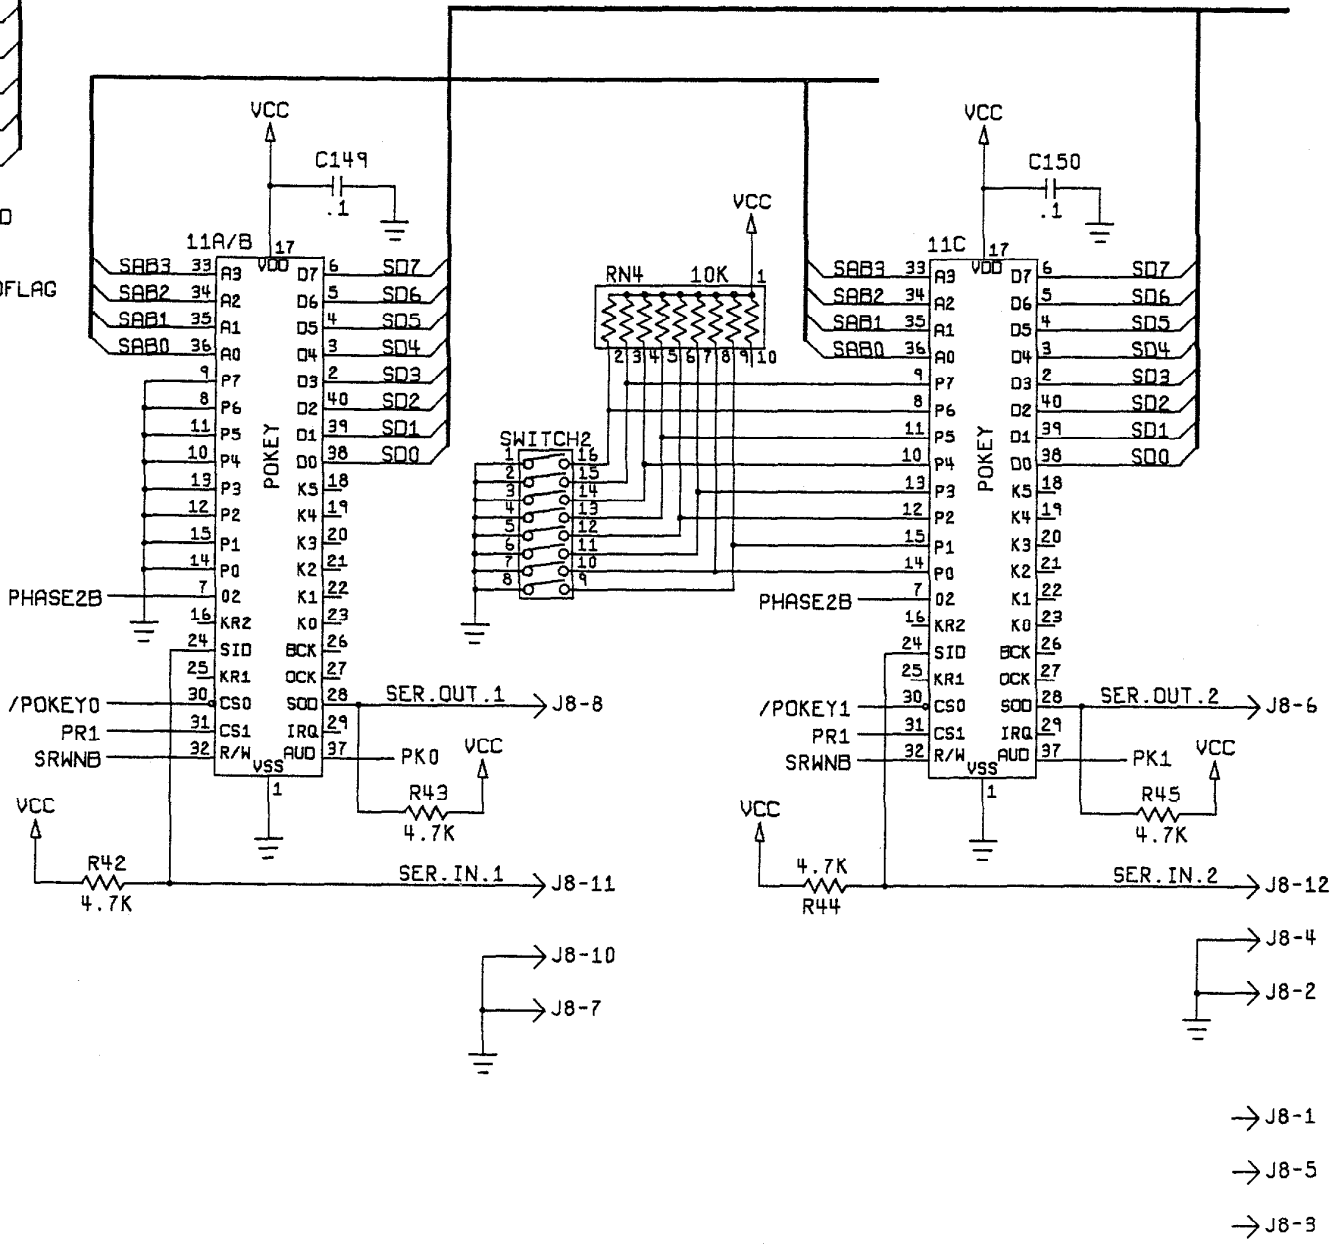 D
DFLAG
VCC
C149
.1
11A/B
17
VDD
SAB3 33 A3 D7 6 SD7
SAB2 34 A2 D6 5 SD6
SAB1 35 A1 D5 4 SD5
SAB0 36 A0 D4 3 SD4
9 P7 D3 2 SD3
8 P6 D2 40 SD2
11 P5 D1 39 SD1
10 P4 D0 38 SD0
13 P3 K5 18
12 P2 K4 19
15 P1 K3 20
14 P0 K2 21
PHASE2B 7 02 K1 22
16 KR2 K0 23
24 SID BCK 26
25 KR1 OCK 27
/POKEY0 30 CS0 SOD 28 SER.OUT.1 J8-8
PR1 31 CS1 IRQ 29
SRWNB 32 R/W AUD 37 PK0
POKEY
VSS
1
VCC
R43
4.7K
VCC
R42
4.7K
SER.IN.1 J8-11
J8-10
J8-7
VCC
RN4 10K 1
2 3 4 5 6 7 8 9 10
SWITCH2
1 16
2 15
3 14
4 13
5 12
6 11
7 10
8 9
VCC
C150
.1
11C
17
VDD
SAB3 33 A3 D7 6 SD7
SAB2 34 A2 D6 5 SD6
SAB1 35 A1 D5 4 SD5
SAB0 36 A0 D4 3 SD4
9 P7 D3 2 SD3
8 P6 D2 40 SD2
11 P5 D1 39 SD1
10 P4 D0 38 SD0
13 P3 K5 18
12 P2 K4 19
15 P1 K3 20
14 P0 K2 21
PHASE2B 7 02 K1 22
16 KR2 K0 23
24 SID BCK 26
25 KR1 OCK 27
/POKEY1 30 CS0 SOD 28 SER.OUT.2 J8-6
PR1 31 CS1 IRQ 29
SRWNB 32 R/W AUD 37 PK1
POKEY
VSS
1
VCC
R45
4.7K
VCC
4.7K
R44
SER.IN.2 J8-12
J8-4
J8-2
J8-1
J8-5
J8-3